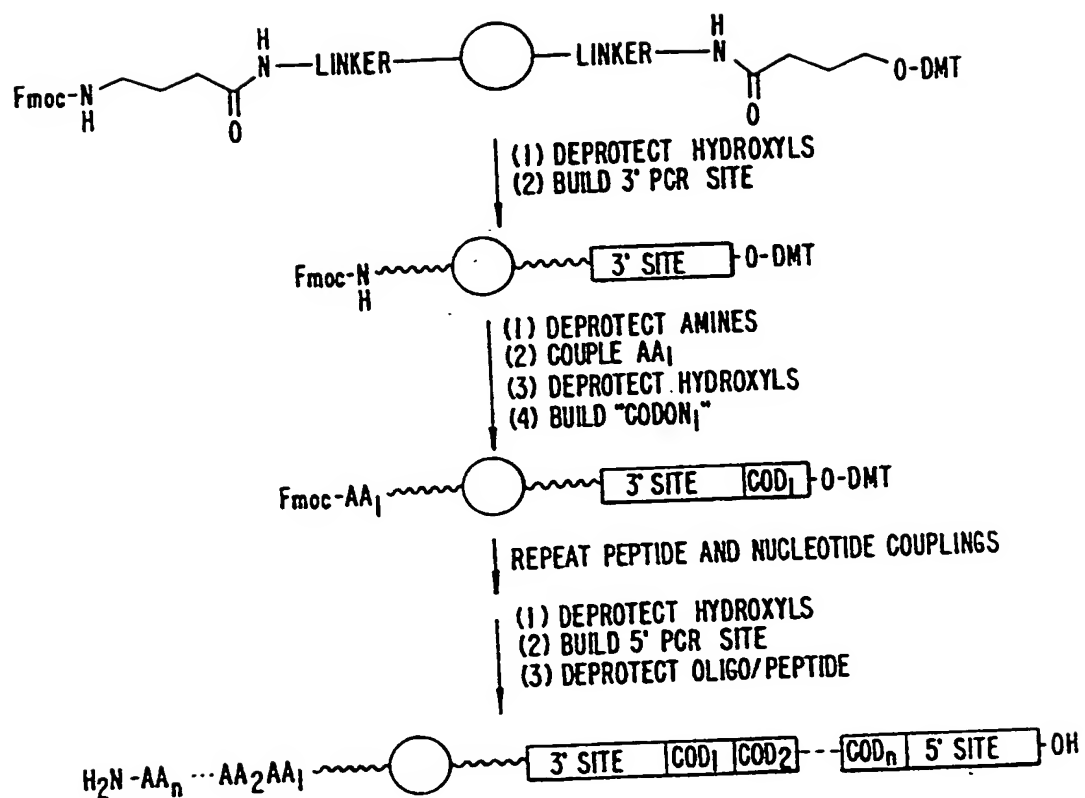 H
N—LINKER—◯—LINKER—N
H
Fmoc-N
H
O
O
O-DMT
(1) DEPROTECT HYDROXYLS
(2) BUILD 3' PCR SITE
Fmoc-N
H
3' SITE
O-DMT
(1) DEPROTECT AMINES
(2) COUPLE AA₁
(3) DEPROTECT HYDROXYLS
(4) BUILD "CODON₁"
Fmoc-AA₁
3' SITE COD₁
O-DMT
REPEAT PEPTIDE AND NUCLEOTIDE COUPLINGS
(1) DEPROTECT HYDROXYLS
(2) BUILD 5' PCR SITE
(3) DEPROTECT OLIGO/PEPTIDE
H₂N-AAₙ ···AA₂AA₁
3' SITE COD₁ COD₂ --- CODₙ 5' SITE
OH